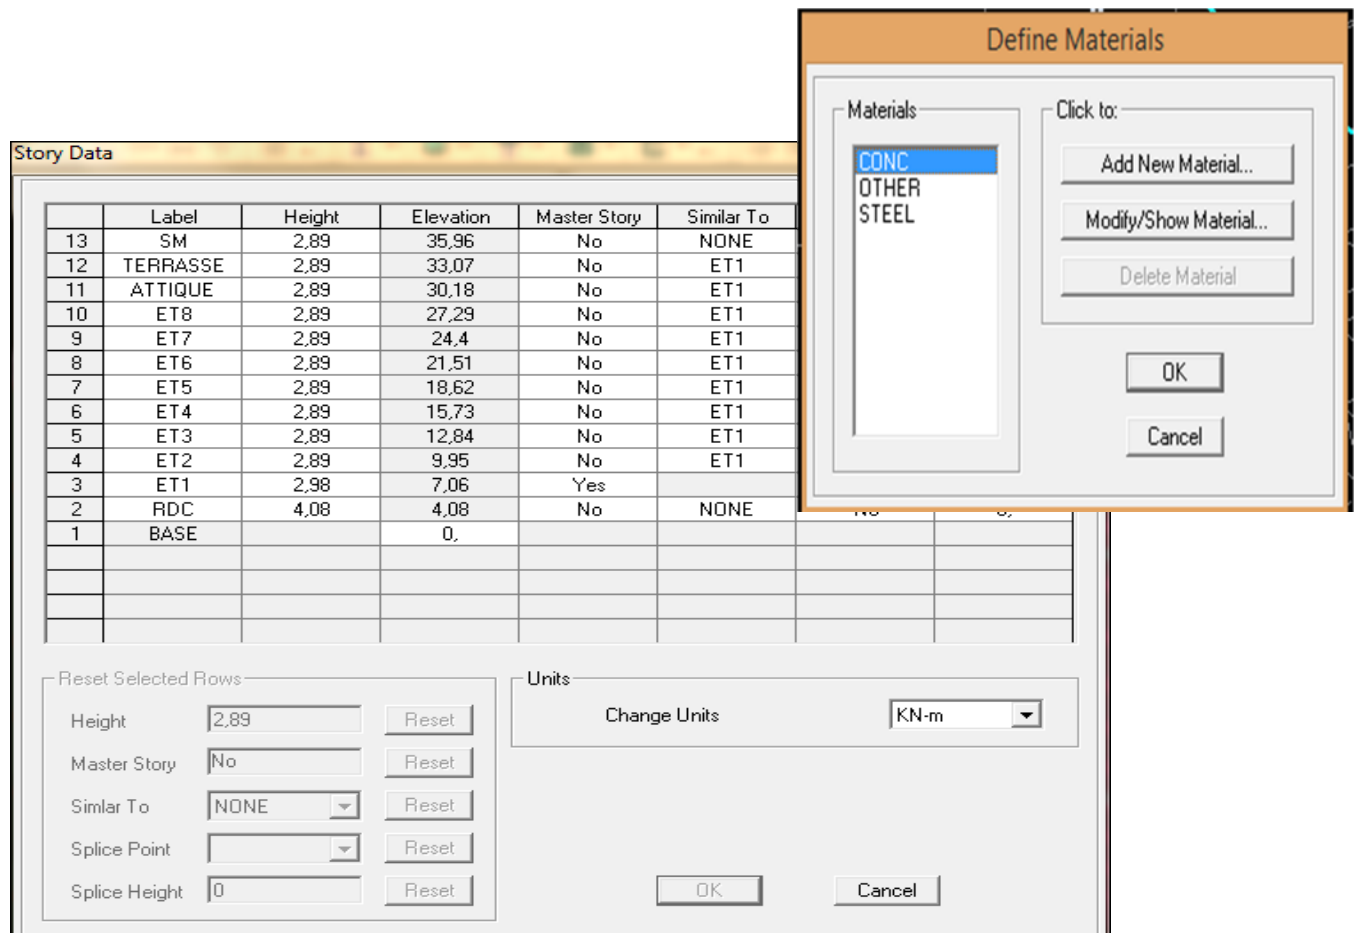 Define Materials
Materials
CONC
OTHER
STEEL
Click to:
Add New Material...
Modify/Show Material...
Delete Material
OK
Cancel
Story Data
Label Height Elevation Master Story Similar To
13 SM 2,89 35,96 No NONE
12 TERRASSE 2,89 33,07 No ET1
11 ATTIQUE 2,89 30,18 No ET1
10 ET8 2,89 27,29 No ET1
9 ET7 2,89 24,4 No ET1
8 ET6 2,89 21,51 No ET1
7 ET5 2,89 18,62 No ET1
6 ET4 2,89 15,73 No ET1
5 ET3 2,89 12,84 No ET1
4 ET2 2,89 9,95 No ET1
3 ET1 2,98 7,06 Yes
2 RDC 4,08 4,08 No NONE
1 BASE 0,
Reset Selected Rows
Height 2,89 Reset
Master Story No Reset
Simlar To NONE Reset
Splice Point Reset
Splice Height 0 Reset
Units
Change Units KN-m
OK Cancel